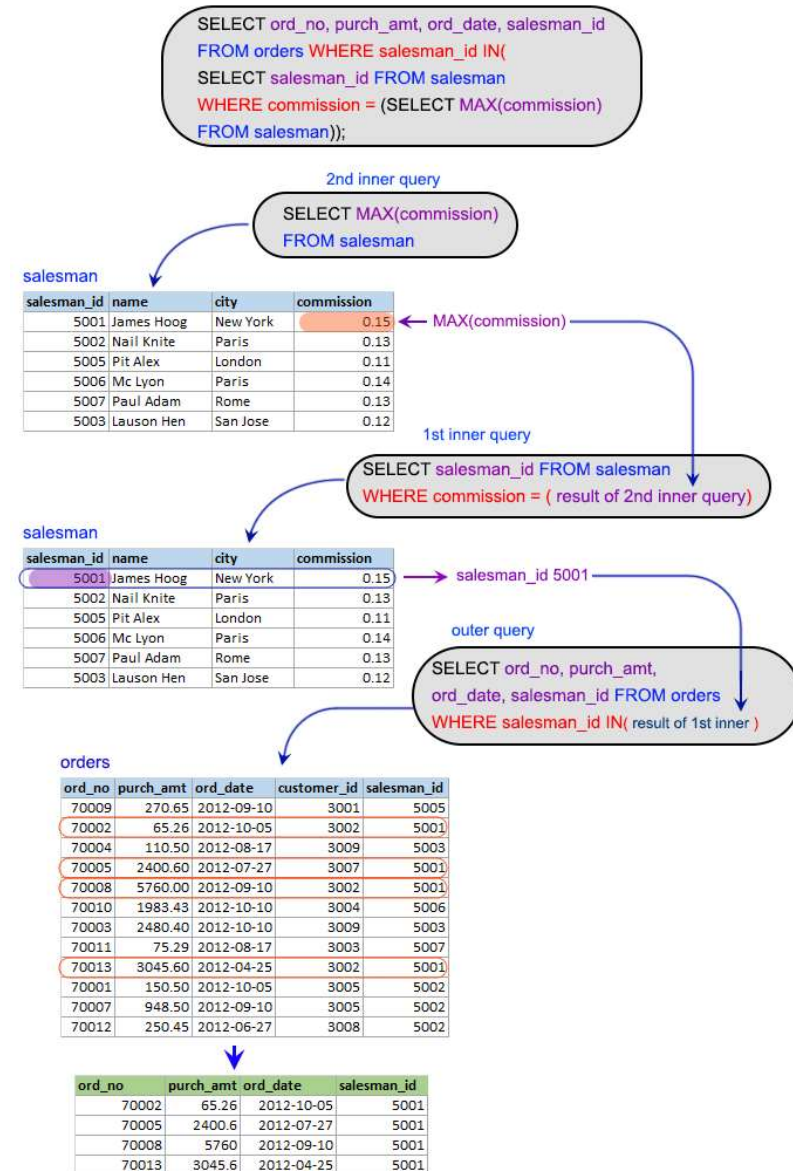 SELECT ord_no, purch_amt, ord_date, salesman_id
FROM orders WHERE salesman_id IN(
SELECT salesman_id FROM salesman
WHERE commission = (SELECT MAX(commission)
FROM salesman));
2nd inner query
SELECT MAX(commission)
FROM salesman
salesman
salesman_id name city commission
5001 James Hoog New York 0.15 MAX(commission)
5002 Nail Knite Paris 0.13
5005 Pit Alex London 0.11
5006 Mc Lyon Paris 0.14
5007 Paul Adam Rome 0.13
5003 Lauson Hen San Jose 0.12
1st inner query
SELECT salesman_id FROM salesman
WHERE commission = ( result of 2nd inner query)
salesman
salesman_id name city commission
5001 James Hoog New York 0.15 salesman_id 5001
5002 Nail Knite Paris 0.13
5005 Pit Alex London 0.11
5006 Mc Lyon Paris 0.14
5007 Paul Adam Rome 0.13
5003 Lauson Hen San Jose 0.12
outer query
SELECT ord_no, purch_amt,
ord_date, salesman_id FROM orders
WHERE salesman_id IN( result of 1st inner )
orders
ord_no purch_amt ord_date customer_id salesman_id
70009 270.65 2012-09-10 3001 5005
70002 65.26 2012-10-05 3002 5001
70004 110.50 2012-08-17 3009 5003
70005 2400.60 2012-07-27 3007 5001
70008 5760.00 2012-09-10 3002 5001
70010 1983.43 2012-10-10 3004 5006
70003 2480.40 2012-10-10 3009 5003
70011 75.29 2012-08-17 3003 5007
70013 3045.60 2012-04-25 3002 5001
70001 150.50 2012-10-05 3005 5002
70007 948.50 2012-09-10 3005 5002
70012 250.45 2012-06-27 3008 5002
ord_no purch_amt ord_date salesman_id
70002 65.26 2012-10-05 5001
70005 2400.6 2012-07-27 5001
70008 5760 2012-09-10 5001
70013 3045.6 2012-04-25 5001